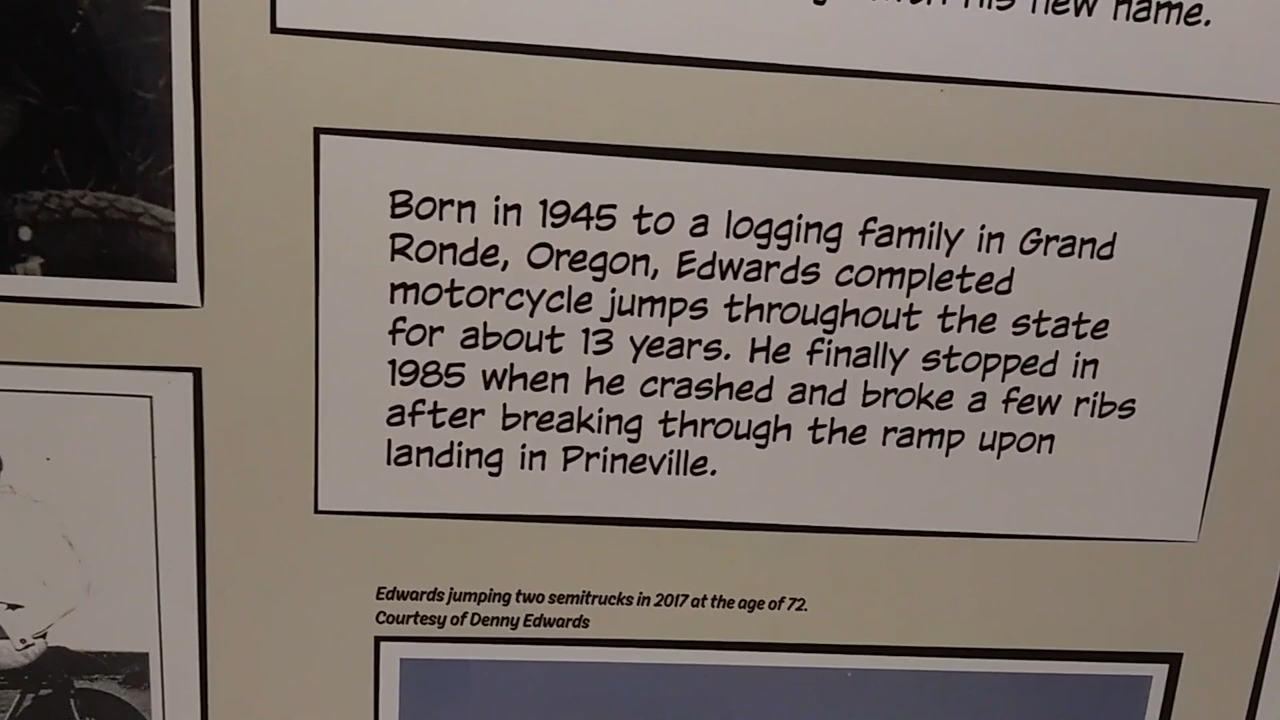 his new name.
Born in 1945 to a logging family in Grand
Ronde, Oregon, Edwards completed
motorcycle jumps throughout the state
for about 13 years. He finally stopped in
1985 when he crashed and broke a few ribs
after breaking through the ramp upon
landing in Prineville.
Edwards jumping two semitrucks in 2017 at the age of 72.
Courtesy of Denny Edwards